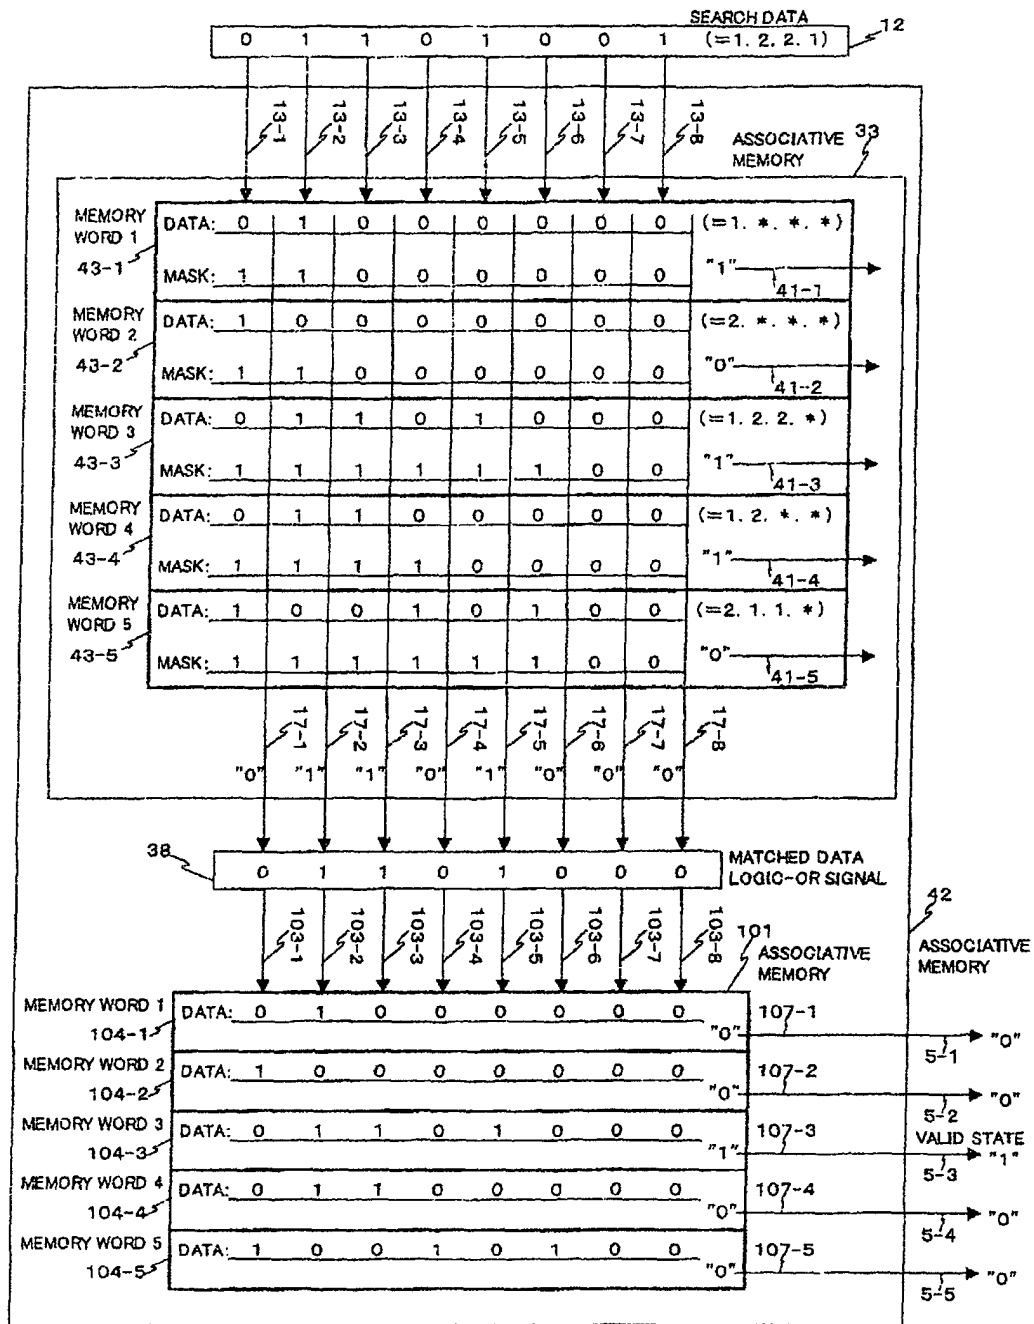 SEARCH DATA
0 1 1 0 1 0 0 1 (=1. 2. 2. 1)
12
13-1 13-2 13-3 13-4 13-5 13-6 13-7 13-8
ASSOCIATIVE
MEMORY
33
MEMORY
WORD 1
43-1
DATA: 0 1 0 0 0 0 0 0 (=1. *. *. *)
MASK: 1 1 0 0 0 0 0 0 "1"
41-1
MEMORY
WORD 2
43-2
DATA: 1 0 0 0 0 0 0 0 (=2. *. *. *)
MASK: 1 1 0 0 0 0 0 0 "0"
41-2
MEMORY
WORD 3
43-3
DATA: 0 1 1 0 1 0 0 0 (=1. 2. 2. *)
MASK: 1 1 1 1 1 1 0 0 "1"
41-3
MEMORY
WORD 4
43-4
DATA: 0 1 1 0 0 0 0 0 (=1. 2. *. *)
MASK: 1 1 1 1 0 0 0 0 "1"
41-4
MEMORY
WORD 5
43-5
DATA: 1 0 0 1 0 1 0 0 (=2. 1. 1. *)
MASK: 1 1 1 1 1 1 0 0 "0"
41-5
17-1 17-2 17-3 17-4 17-5 17-6 17-7 17-8
"0" "1" "1" "0" "1" "0" "0" "0"
38
0 1 1 0 1 0 0 0
MATCHED DATA
LOGIC-OR SIGNAL
42
ASSOCIATIVE
MEMORY
103-1 103-2 103-3 103-4 103-5 103-6 103-7 103-8
101
ASSOCIATIVE
MEMORY
MEMORY WORD 1
104-1
DATA: 0 1 0 0 0 0 0 0 "0"
107-1
5-1
"0"
MEMORY WORD 2
104-2
DATA: 1 0 0 0 0 0 0 0 "0"
107-2
5-2
"0"
MEMORY WORD 3
104-3
DATA: 0 1 1 0 1 0 0 0 "1"
107-3
VALID STATE
5-3
"1"
MEMORY WORD 4
104-4
DATA: 0 1 1 0 0 0 0 0 "0"
107-4
5-4
"0"
MEMORY WORD 5
104-5
DATA: 1 0 0 1 0 1 0 0 "0"
107-5
5-5
"0"